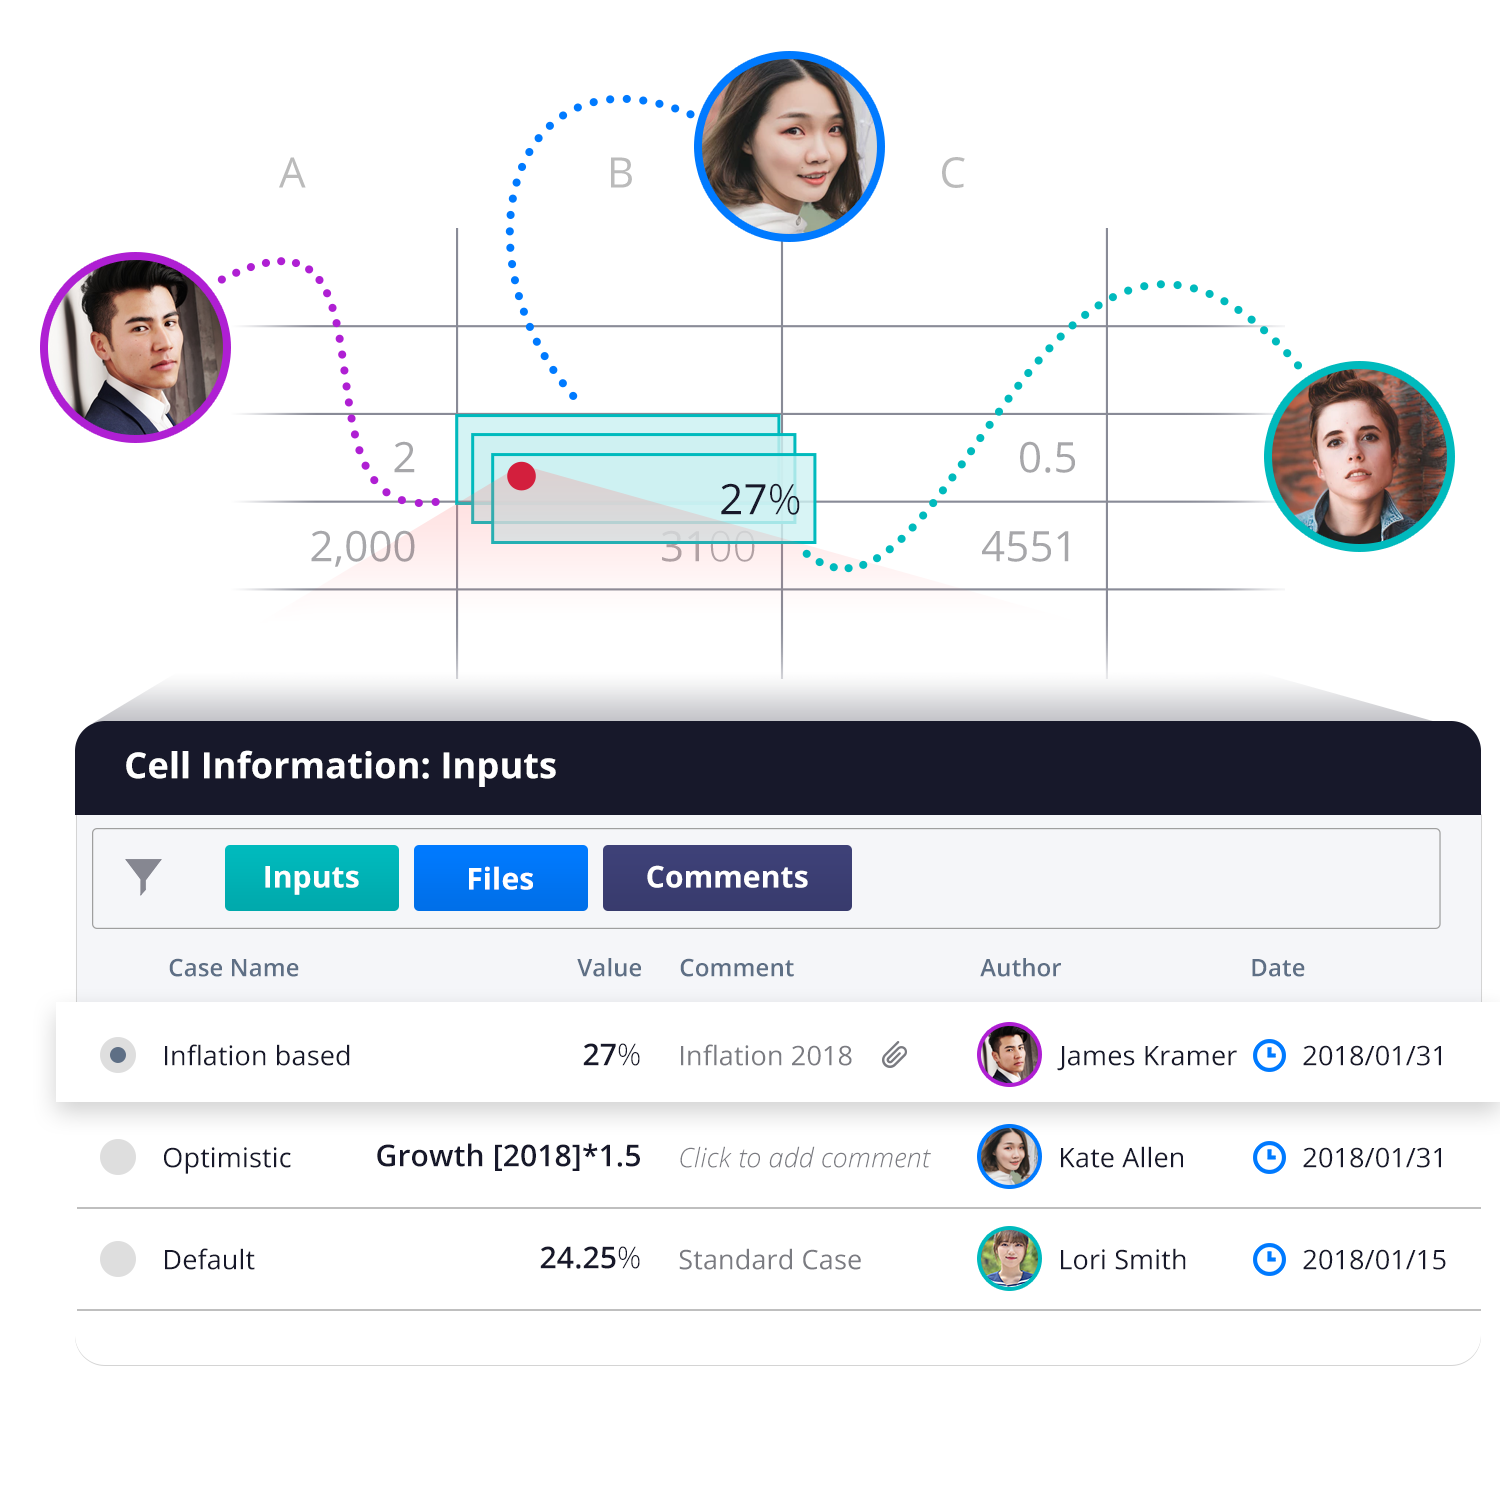 A B C
2 27% 0.5
2,000 3100 4551
Cell Information: Inputs
Inputs Files Comments
Case Name Value Comment Author Date
Inflation based 27% Inflation 2018 James Kramer 2018/01/31
Optimistic Growth [2018]*1.5 Click to add comment Kate Allen 2018/01/31
Default 24.25% Standard Case Lori Smith 2018/01/15